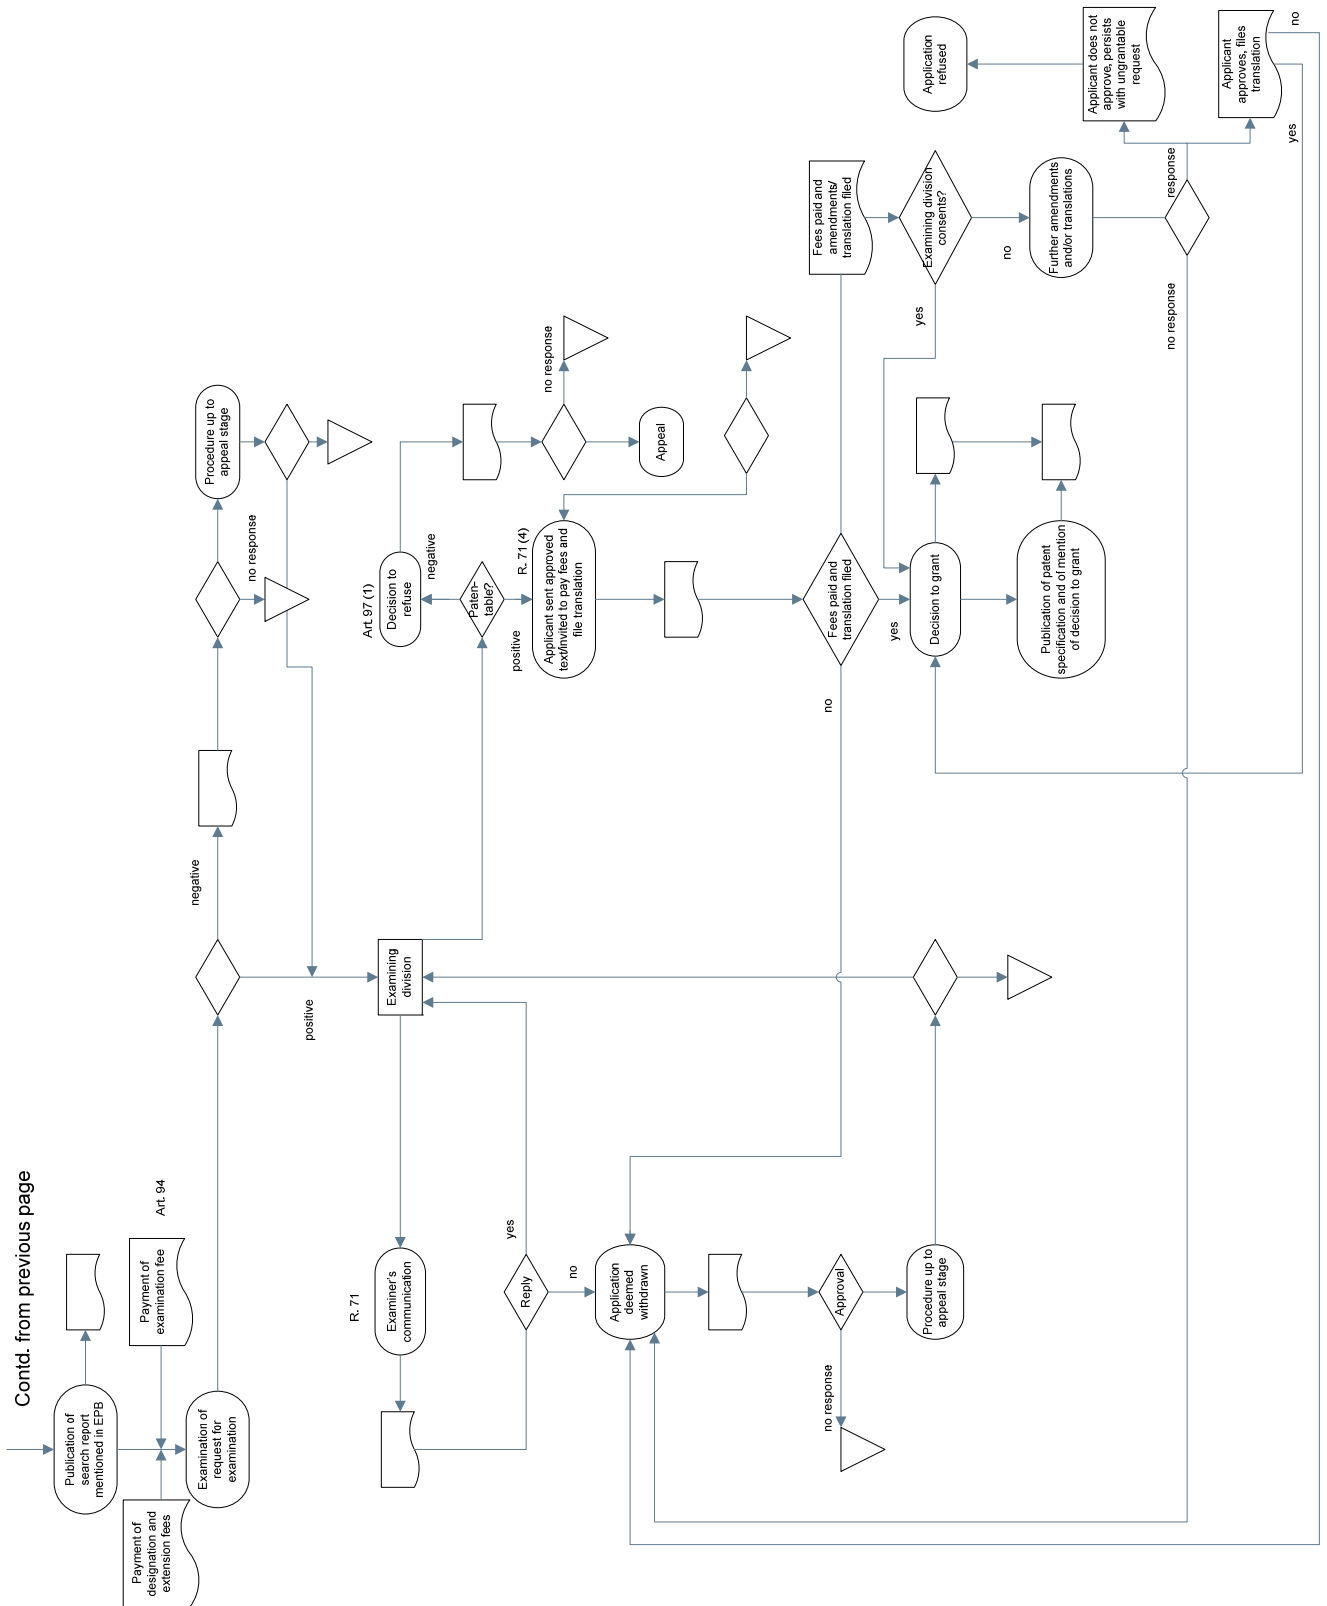 Contd. from previous page
Publication of
search report
mentioned in EPB
Payment of
designation and
extension fees
Payment of
examination fee
Art. 94
Examination of
request for
examination
negative
positive
no response
Procedure up to
appeal stage
Examining
division
R. 71
Examiner's
communication
Reply
yes
no
Application
deemed
withdrawn
Approval
no response
Procedure up to
appeal stage
Paten-
table?
negative
positive
Art 97 (1)
Decision to
refuse
no response
Appeal
R. 71 (4)
Applicant sent approved
text/invited to pay fees and
file translation
Fees paid and
translation filed
no
yes
Decision to grant
Publication of patent
specification and of mention
of decision to grant
Fees paid and
amendments/
translation filed
Examining division
consents?
yes
no
Further amendments
and/or translations
no response
response
Applicant does not
approve, persists
with ungrantable
request
Application
refused
Applicant
approves, files
translation
yes
no